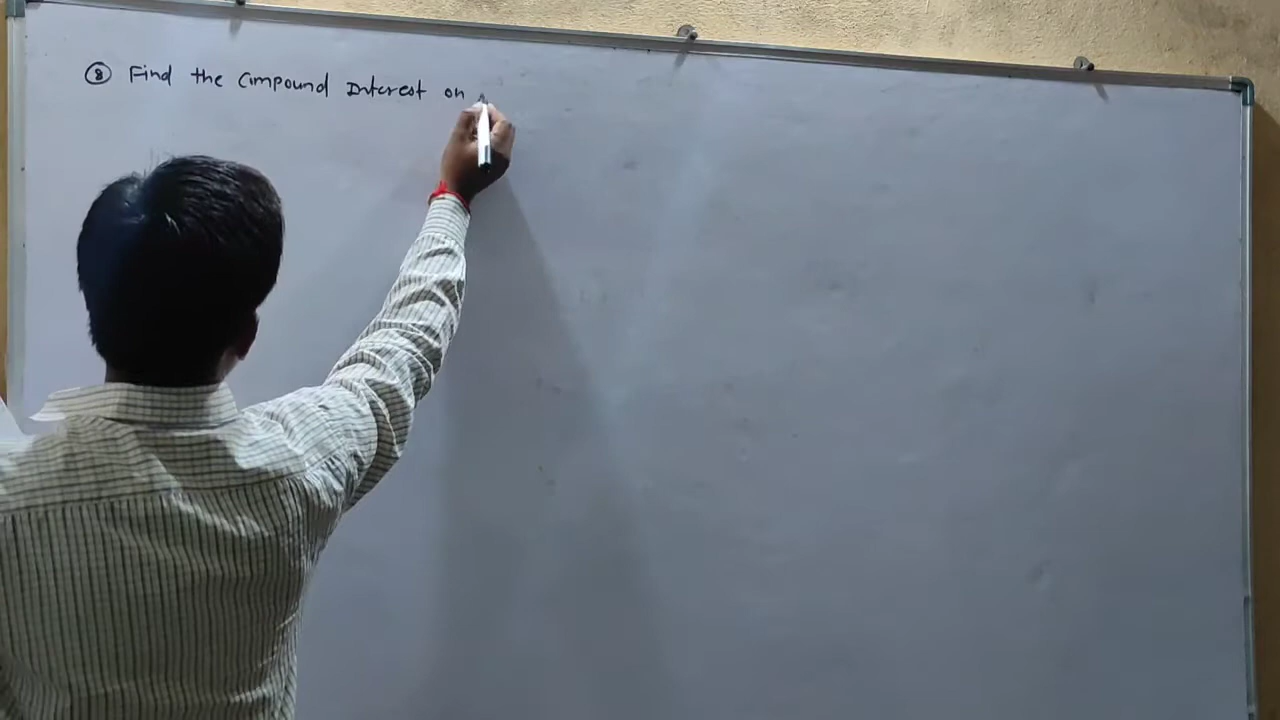 ⑧ Find the Compound Interest on